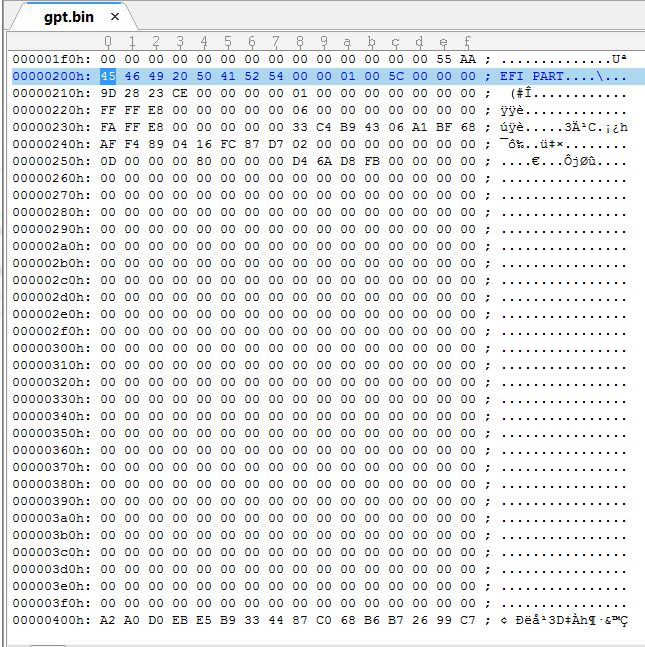 gpt.bin ×
0 1 2 3 4 5 6 7 8 9 a b c d e f
000001f0h: 00 00 00 00 00 00 00 00 00 00 00 00 00 00 55 AA ; ..............Uª
00000200h: 45 46 49 20 50 41 52 54 00 00 01 00 5C 00 00 00 ; EFI PART....\...
00000210h: 9D 28 23 CE 00 00 00 00 01 00 00 00 00 00 00 00 ; (#Î............
00000220h: FF FF E8 00 00 00 00 00 06 00 00 00 00 00 00 00 ; ÿÿè.............
00000230h: FA FF E8 00 00 00 00 00 33 C4 B9 43 06 A1 BF 68 ; úÿè.....3Ä¹C.¡¿h
00000240h: AF F4 89 04 16 FC 87 D7 02 00 00 00 00 00 00 00 ; ¯ô‰..ü‡×........
00000250h: 0D 00 00 00 80 00 00 00 D4 6A D8 FB 00 00 00 00 ; ....€...ÔjØû....
00000260h: 00 00 00 00 00 00 00 00 00 00 00 00 00 00 00 00 ; ................
00000270h: 00 00 00 00 00 00 00 00 00 00 00 00 00 00 00 00 ; ................
00000280h: 00 00 00 00 00 00 00 00 00 00 00 00 00 00 00 00 ; ................
00000290h: 00 00 00 00 00 00 00 00 00 00 00 00 00 00 00 00 ; ................
000002a0h: 00 00 00 00 00 00 00 00 00 00 00 00 00 00 00 00 ; ................
000002b0h: 00 00 00 00 00 00 00 00 00 00 00 00 00 00 00 00 ; ................
000002c0h: 00 00 00 00 00 00 00 00 00 00 00 00 00 00 00 00 ; ................
000002d0h: 00 00 00 00 00 00 00 00 00 00 00 00 00 00 00 00 ; ................
000002e0h: 00 00 00 00 00 00 00 00 00 00 00 00 00 00 00 00 ; ................
000002f0h: 00 00 00 00 00 00 00 00 00 00 00 00 00 00 00 00 ; ................
00000300h: 00 00 00 00 00 00 00 00 00 00 00 00 00 00 00 00 ; ................
00000310h: 00 00 00 00 00 00 00 00 00 00 00 00 00 00 00 00 ; ................
00000320h: 00 00 00 00 00 00 00 00 00 00 00 00 00 00 00 00 ; ................
00000330h: 00 00 00 00 00 00 00 00 00 00 00 00 00 00 00 00 ; ................
00000340h: 00 00 00 00 00 00 00 00 00 00 00 00 00 00 00 00 ; ................
00000350h: 00 00 00 00 00 00 00 00 00 00 00 00 00 00 00 00 ; ................
00000360h: 00 00 00 00 00 00 00 00 00 00 00 00 00 00 00 00 ; ................
00000370h: 00 00 00 00 00 00 00 00 00 00 00 00 00 00 00 00 ; ................
00000380h: 00 00 00 00 00 00 00 00 00 00 00 00 00 00 00 00 ; ................
00000390h: 00 00 00 00 00 00 00 00 00 00 00 00 00 00 00 00 ; ................
000003a0h: 00 00 00 00 00 00 00 00 00 00 00 00 00 00 00 00 ; ................
000003b0h: 00 00 00 00 00 00 00 00 00 00 00 00 00 00 00 00 ; ................
000003c0h: 00 00 00 00 00 00 00 00 00 00 00 00 00 00 00 00 ; ................
000003d0h: 00 00 00 00 00 00 00 00 00 00 00 00 00 00 00 00 ; ................
000003e0h: 00 00 00 00 00 00 00 00 00 00 00 00 00 00 00 00 ; ................
000003f0h: 00 00 00 00 00 00 00 00 00 00 00 00 00 00 00 00 ; ................
00000400h: A2 A0 D0 EB E5 B9 33 44 87 C0 68 B6 B7 26 99 C7 ; ¢ Ðëå¹3D‡Àh¶·&™Ç